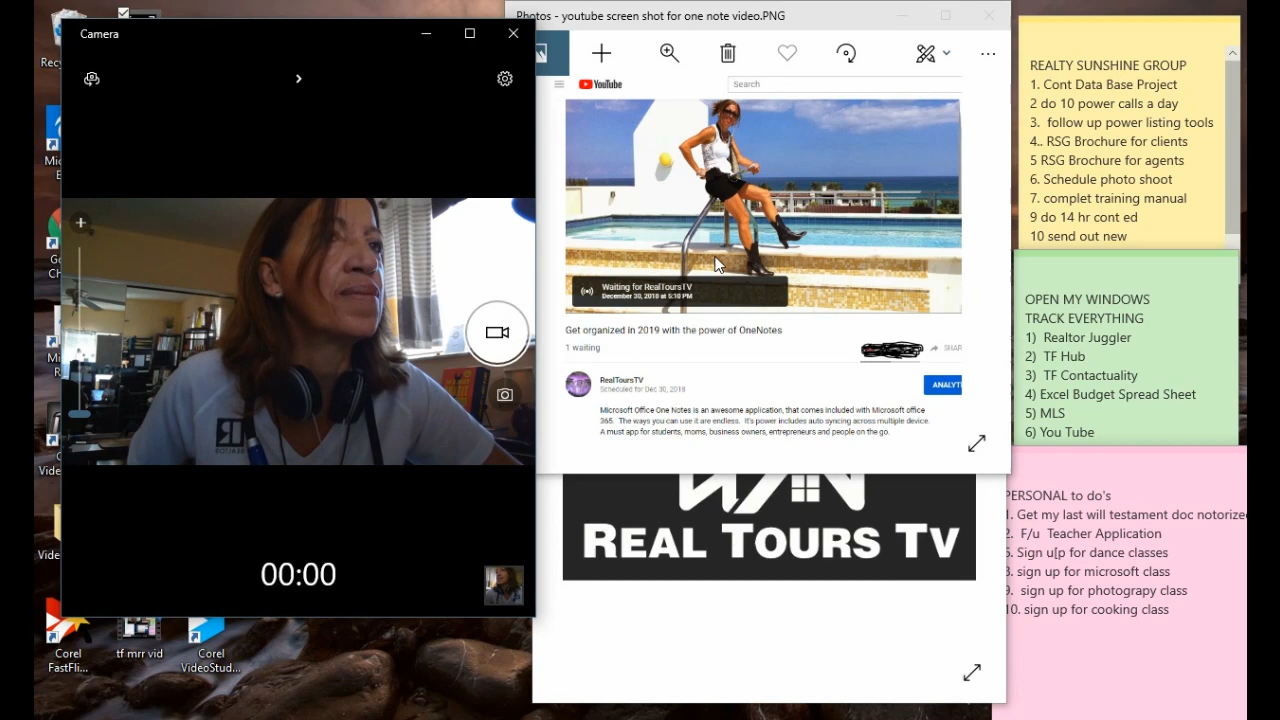 Camera
00:00
Photos - youtube screen shot for one note video.PNG
YouTube
Search
Waiting for RealToursTV
December 30, 2018 at 5:10 PM
Get organized in 2019 with the power of OneNotes
1 waiting
SHAR
RealToursTV
Scheduled for Dec 30, 2018
ANALYTI
Microsoft Office One Notes is an awesome application, that comes included with Microsoft office
365. The ways you can use it are endless. It's power includes auto syncing across multiple device.
A must app for students, moms, business owners, entrepreneurs and people on the go.
REAL TOURS TV
REALTY SUNSHINE GROUP
1. Cont Data Base Project
2 do 10 power calls a day
3. follow up power listing tools
4.. RSG Brochure for clients
5 RSG Brochure for agents
6. Schedule photo shoot
7. complet training manual
9 do 14 hr cont ed
10 send out new
OPEN MY WINDOWS
TRACK EVERYTHING
1) Realtor Juggler
2) TF Hub
3) TF Contactuality
4) Excel Budget Spread Sheet
5) MLS
6) You Tube
PERSONAL to do's
1. Get my last will testament doc notorize
2. F/u Teacher Application
6. Sign u[p for dance classes
8. sign up for microsoft class
9. sign up for photograpy class
10. sign up for cooking class
Corel
FastFli...
tf mrr vid
Corel
VideoStud...